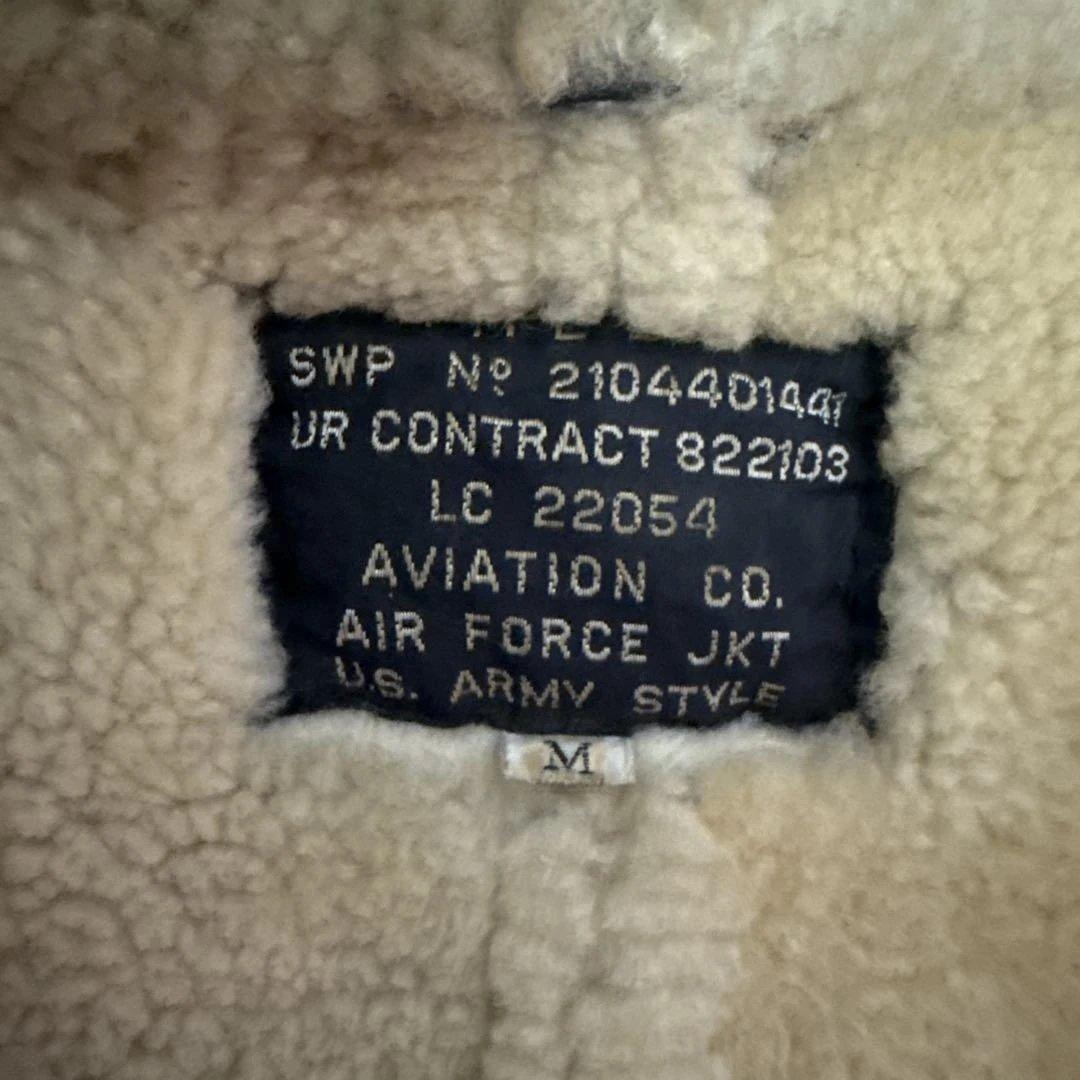 SWP Nº 2104401441
UR CONTRACT 822103
LC 22054
AVIATION CO.
AIR FORCE JKT
U.S. ARMY STYLE
M